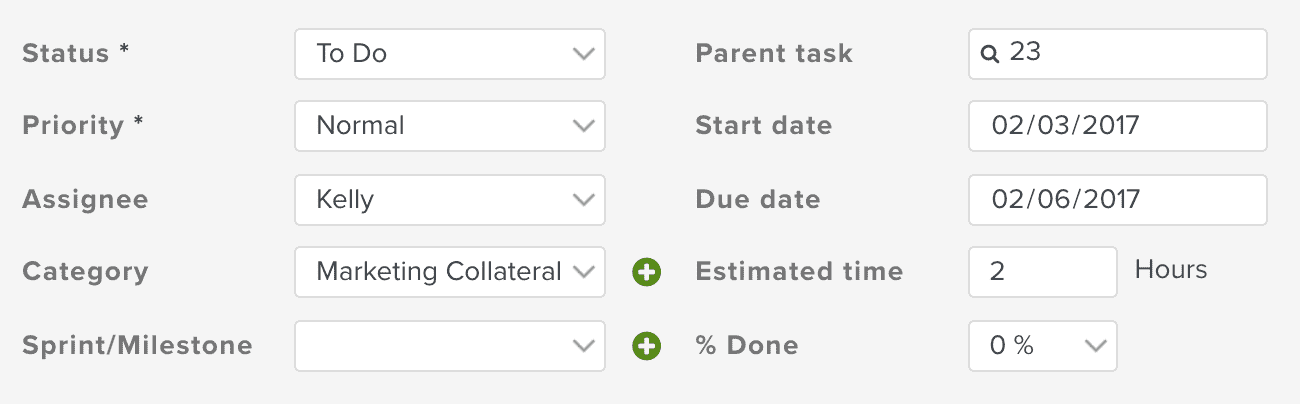 Status * To Do Parent task 23
Priority * Normal Start date 02/03/2017
Assignee Kelly Due date 02/06/2017
Category Marketing Collateral Estimated time 2 Hours
Sprint/Milestone % Done 0 %